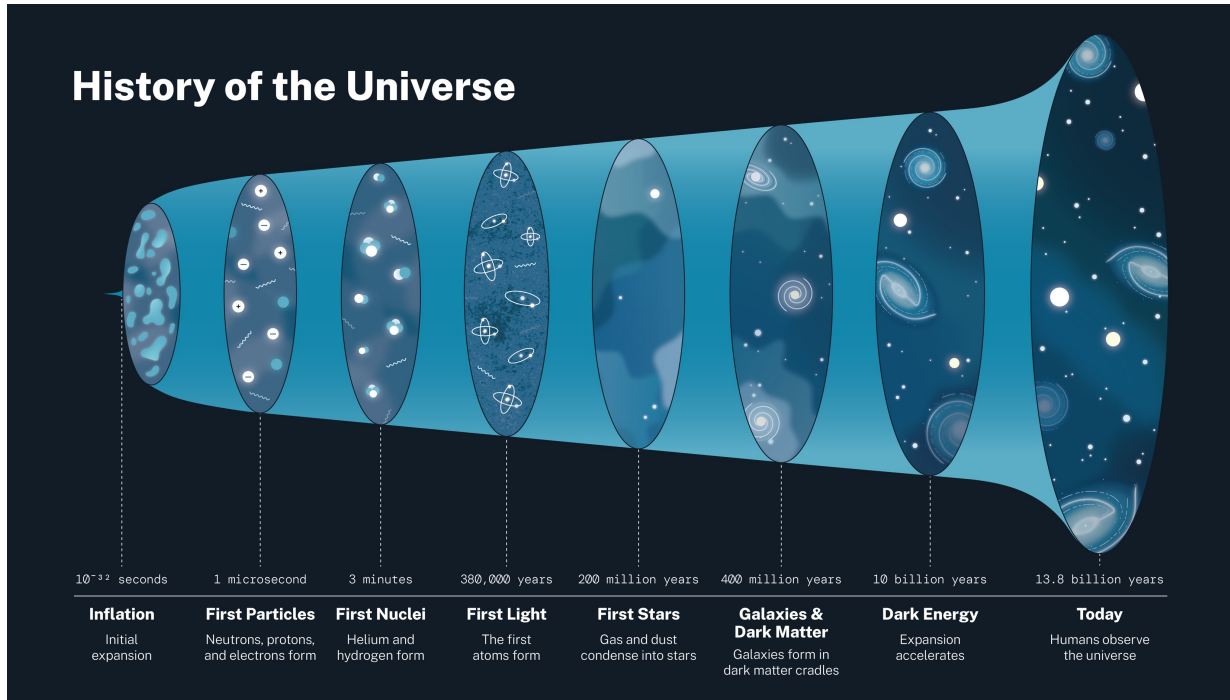 History of the Universe
10⁻³² seconds
1 microsecond
3 minutes
380,000 years
200 million years
400 million years
10 billion years
13.8 billion years
Inflation
Initial
expansion
First Particles
Neutrons, protons,
and electrons form
First Nuclei
Helium and
hydrogen form
First Light
The first
atoms form
First Stars
Gas and dust
condense into stars
Galaxies &
Dark Matter
Galaxies form in
dark matter cradles
Dark Energy
Expansion
accelerates
Today
Humans observe
the universe